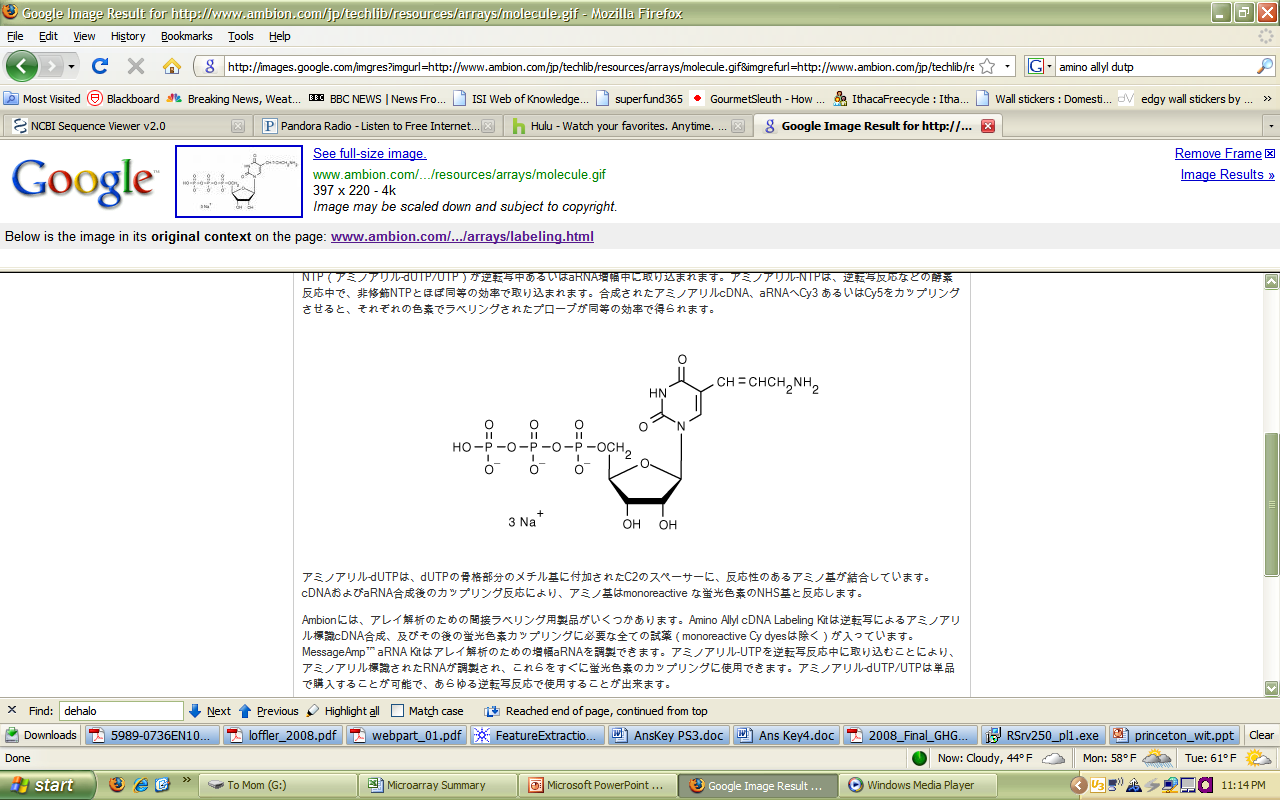 Google Image Result for http://www.ambion.com/jp/techlib/resources/arrays/molecule.gif - Mozilla Firefox
File Edit View History Bookmarks Tools Help
http://images.google.com/imgres?imgurl=http://www.ambion.com/jp/techlib/resources/arrays/molecule.gif&imgrefurl=http://www.ambion.com/jp/techlib/re
amino allyl dutp
Most Visited Blackboard Breaking News, Weat... BBC NEWS | News Fro... ISI Web of Knowledge... superfund365 GourmetSleuth - How ... IthacaFreecycle : Itha... Wall stickers : Domesti... edgy wall stickers by ... »
NCBI Sequence Viewer v2.0 Pandora Radio - Listen to Free Internet... Hulu - Watch your favorites. Anytime. ... Google Image Result for http://...
Google™
See full-size image.
www.ambion.com/.../resources/arrays/molecule.gif
397 x 220 - 4k
Image may be scaled down and subject to copyright.
Remove Frame
Image Results »
Below is the image in its original context on the page: www.ambion.com/.../arrays/labeling.html
NTP（アミノアリル-dUTP/UTP）が逆転写中あるいはaRNA増幅中に取り込まれます。アミノアリル-NTPは、逆転写反応などの酵素
反応中で、非修飾NTPとほぼ同等の効率で取り込まれます。合成されたアミノアリルcDNA、aRNAへCy3 あるいはCy5をカップリング
させると、それぞれの色素でラベリングされたプローブが同等の効率で得られます。
O
HN
CH=CHCH2NH2
O
N
O O O
HO-P-O-P-O-P-OCH2
O- O- O-
O
OH OH
3 Na+
アミノアリル-dUTPは、dUTPの骨格部分のメチル基に付加されたC2のスペーサーに、反応性のあるアミノ基が結合しています。
cDNAおよびaRNA合成後のカップリング反応により、アミノ基はmonoreactive な蛍光色素のNHS基と反応します。
Ambionには、アレイ解析のための間接ラベリング用製品がいくつかあります。Amino Allyl cDNA Labeling Kitは逆転写によるアミノアリ
ル標識cDNA合成、及びその後の蛍光色素カップリングに必要な全ての試薬（monoreactive Cy dyesは除く）が入っています。
MessageAmp™ aRNA Kitはアレイ解析のための増幅aRNAを調製できます。アミノアリル-UTPを逆転写反応中に取り込むことにより、
アミノアリル標識されたRNAが調製され、これらをすぐに蛍光色素のカップリングに使用できます。アミノアリル-dUTP/UTPは単品
で購入することが可能で、あらゆる逆転写反応で使用することが出来ます。
Find: dehalo Next Previous Highlight all Match case Reached end of page, continued from top
Downloads 5989-0736EN10... loffler_2008.pdf webpart_01.pdf FeatureExtractio... AnsKey PS3.doc Ans Key4.doc 2008_Final_GHG... RSrv250_pl1.exe princeton_wit.ppt Clear
Done Now: Cloudy, 44° F Mon: 58° F Tue: 61° F
start » To Mom (G:) Microarray Summary Microsoft PowerPoint ... Google Image Result ... Windows Media Player 11:14 PM